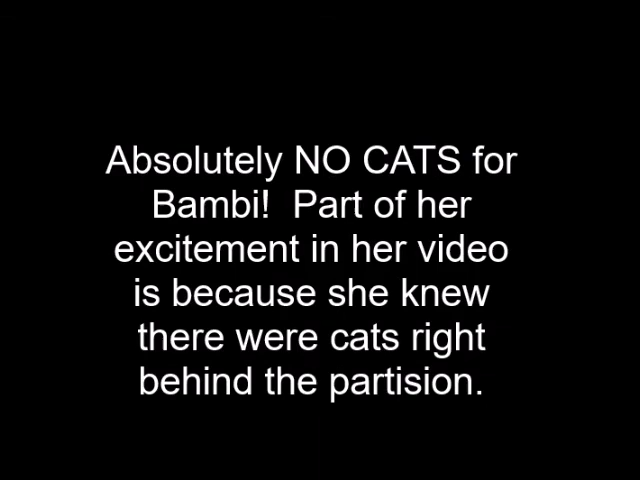 Absolutely NO CATS for
Bambi!  Part of her
excitement in her video
is because she knew
there were cats right
behind the partision.